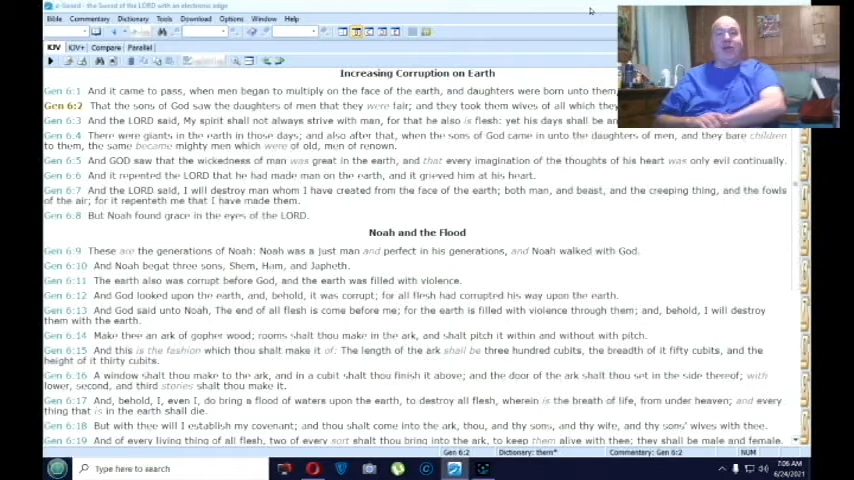 e-Sword - the Sword of the LORD with an electronic edge
Bible Commentary Dictionary Tools Download Options Window Help
KJV KJV+ Compare Parallel
Increasing Corruption on Earth
Gen 6:1 And it came to pass, when men began to multiply on the face of the earth, and daughters were born unto them,
Gen 6:2 That the sons of God saw the daughters of men that they were fair; and they took them wives of all which they
Gen 6:3 And the LORD said, My spirit shall not always strive with man, for that he also is flesh: yet his days shall be an
Gen 6:4 There were giants in the earth in those days; and also after that, when the sons of God came in unto the daughters of men, and they bare children
to them, the same became mighty men which were of old, men of renown.
Gen 6:5 And GOD saw that the wickedness of man was great in the earth, and that every imagination of the thoughts of his heart was only evil continually.
Gen 6:6 And it repented the LORD that he had made man on the earth, and it grieved him at his heart.
Gen 6:7 And the LORD said, I will destroy man whom I have created from the face of the earth; both man, and beast, and the creeping thing, and the fowls
of the air; for it repenteth me that I have made them.
Gen 6:8 But Noah found grace in the eyes of the LORD.
Noah and the Flood
Gen 6:9 These are the generations of Noah: Noah was a just man and perfect in his generations, and Noah walked with God.
Gen 6:10 And Noah begat three sons, Shem, Ham, and Japheth.
Gen 6:11 The earth also was corrupt before God, and the earth was filled with violence.
Gen 6:12 And God looked upon the earth, and, behold, it was corrupt; for all flesh had corrupted his way upon the earth.
Gen 6:13 And God said unto Noah, The end of all flesh is come before me; for the earth is filled with violence through them; and, behold, I will destroy
them with the earth.
Gen 6:14 Make thee an ark of gopher wood; rooms shalt thou make in the ark, and shalt pitch it within and without with pitch.
Gen 6:15 And this is the fashion which thou shalt make it of: The length of the ark shall be three hundred cubits, the breadth of it fifty cubits, and the
height of it thirty cubits.
Gen 6:16 A window shalt thou make to the ark, and in a cubit shalt thou finish it above; and the door of the ark shalt thou set in the side thereof; with
lower, second, and third stories shalt thou make it.
Gen 6:17 And, behold, I, even I, do bring a flood of waters upon the earth, to destroy all flesh, wherein is the breath of life, from under heaven; and every
thing that is in the earth shall die.
Gen 6:18 But with thee will I establish my covenant; and thou shalt come into the ark, thou, and thy sons, and thy wife, and thy sons' wives with thee.
Gen 6:19 And of every living thing of all flesh, two of every sort shalt thou bring into the ark, to keep them alive with thee; they shall be male and female.
Gen 6:2 Dictionary: them* Commentary: Gen 6:2 NUM
Type here to search
7:06 AM
6/24/2021